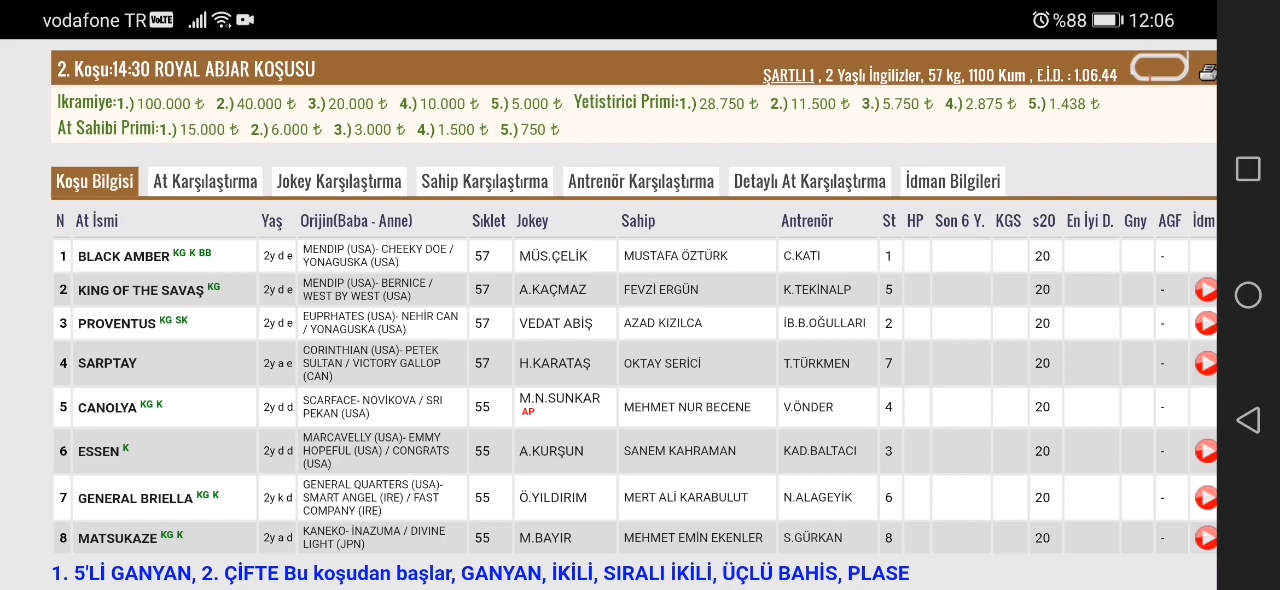 vodafone TR VoLTE %88 12:06
2. Koşu:14:30 ROYAL ABJAR KOŞUSU
ŞARTLI 1 , 2 Yaşlı İngilizler, 57 kg, 1100 Kum , E.İ.D. : 1.06.44
Ikramiye:1.) 100.000 ₺ 2.) 40.000 ₺ 3.) 20.000 ₺ 4.) 10.000 ₺ 5.) 5.000 ₺ Yetistirici Primi:1.) 28.750 ₺ 2.) 11.500 ₺ 3.) 5.750 ₺ 4.) 2.875 ₺ 5.) 1.438 ₺
At Sahibi Primi:1.) 15.000 ₺ 2.) 6.000 ₺ 3.) 3.000 ₺ 4.) 1.500 ₺ 5.) 750 ₺
Koşu Bilgisi At Karşılaştırma Jokey Karşılaştırma Sahip Karşılaştırma Antrenör Karşılaştırma Detaylı At Karşılaştırma İdman Bilgileri
N At İsmi Yaş Orijin(Baba - Anne) Sıklet Jokey Sahip Antrenör St HP Son 6 Y. KGS s20 En İyi D. Gny AGF İdm
1 BLACK AMBER KG K BB 2y d e MENDIP (USA)- CHEEKY DOE / YONAGUSKA (USA) 57 MÜS.ÇELİK MUSTAFA ÖZTÜRK C.KATI 1 20 -
2 KING OF THE SAVAŞ KG 2y d e MENDIP (USA)- BERNICE / WEST BY WEST (USA) 57 A.KAÇMAZ FEVZİ ERGÜN K.TEKİNALP 5 20 -
3 PROVENTUS KG SK 2y d e EUPRHATES (USA)- NEHİR CAN / YONAGUSKA (USA) 57 VEDAT ABİŞ AZAD KIZILCA İB.B.OĞULLARI 2 20 -
4 SARPTAY 2y a e CORINTHIAN (USA)- PETEK SULTAN / VICTORY GALLOP (CAN) 57 H.KARATAŞ OKTAY SERİCİ T.TÜRKMEN 7 20 -
5 CANOLYA KG K 2y d d SCARFACE- NOVİKOVA / SRI PEKAN (USA) 55 M.N.SUNKAR AP MEHMET NUR BECENE V.ÖNDER 4 20 -
6 ESSEN K 2y d d MARCAVELLY (USA)- EMMY HOPEFUL (USA) / CONGRATS (USA) 55 A.KURŞUN SANEM KAHRAMAN KAD.BALTACI 3 20 -
7 GENERAL BRIELLA KG K 2y k d GENERAL QUARTERS (USA)- SMART ANGEL (IRE) / FAST COMPANY (IRE) 55 Ö.YILDIRIM MERT ALİ KARABULUT N.ALAGEYİK 6 20 -
8 MATSUKAZE KG K 2y a d KANEKO- İNAZUMA / DIVINE LIGHT (JPN) 55 M.BAYIR MEHMET EMİN EKENLER S.GÜRKAN 8 20 -
1. 5'Lİ GANYAN, 2. ÇİFTE Bu koşudan başlar, GANYAN, İKİLİ, SIRALI İKİLİ, ÜÇLÜ BAHİS, PLASE